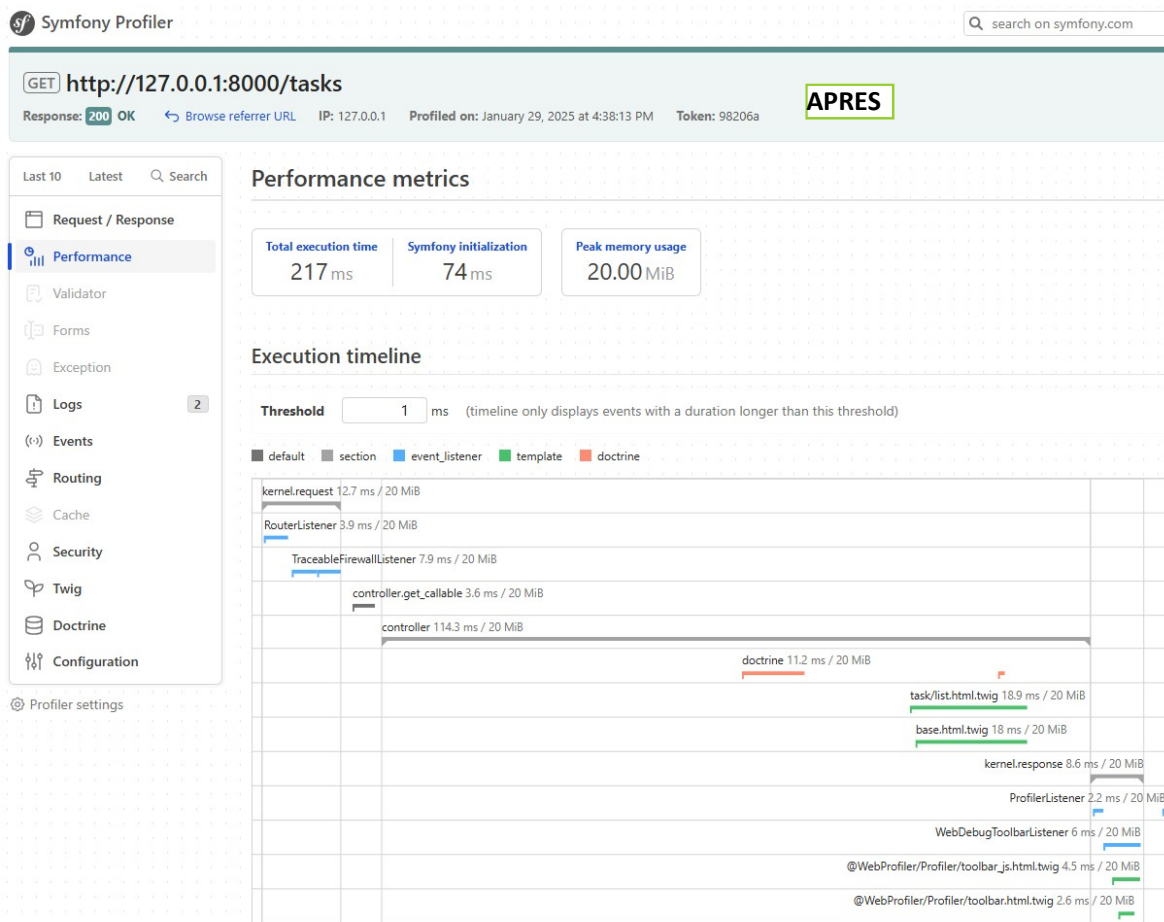 sf Symfony Profiler
search on symfony.com
GET http://127.0.0.1:8000/tasks
APRES
Response: 200 OK Browse referrer URL IP: 127.0.0.1 Profiled on: January 29, 2025 at 4:38:13 PM Token: 98206a
Last 10 Latest Search
Request / Response
Performance
Validator
Forms
Exception
Logs 2
Events
Routing
Cache
Security
Twig
Doctrine
Configuration
Profiler settings
Performance metrics
Total execution time Symfony initialization Peak memory usage
217 ms 74 ms 20.00 MiB
Execution timeline
Threshold 1 ms (timeline only displays events with a duration longer than this threshold)
default section event_listener template doctrine
kernel.request 12.7 ms / 20 MiB
RouterListener 3.9 ms / 20 MiB
TraceableFirewallListener 7.9 ms / 20 MiB
controller.get_callable 3.6 ms / 20 MiB
controller 114.3 ms / 20 MiB
doctrine 11.2 ms / 20 MiB
task/list.html.twig 18.9 ms / 20 MiB
base.html.twig 18 ms / 20 MiB
kernel.response 8.6 ms / 20 MiB
ProfilerListener 2.2 ms / 20 MiB
WebDebugToolbarListener 6 ms / 20 MiB
@WebProfiler/Profiler/toolbar_js.html.twig 4.5 ms / 20 MiB
@WebProfiler/Profiler/toolbar.html.twig 2.6 ms / 20 MiB